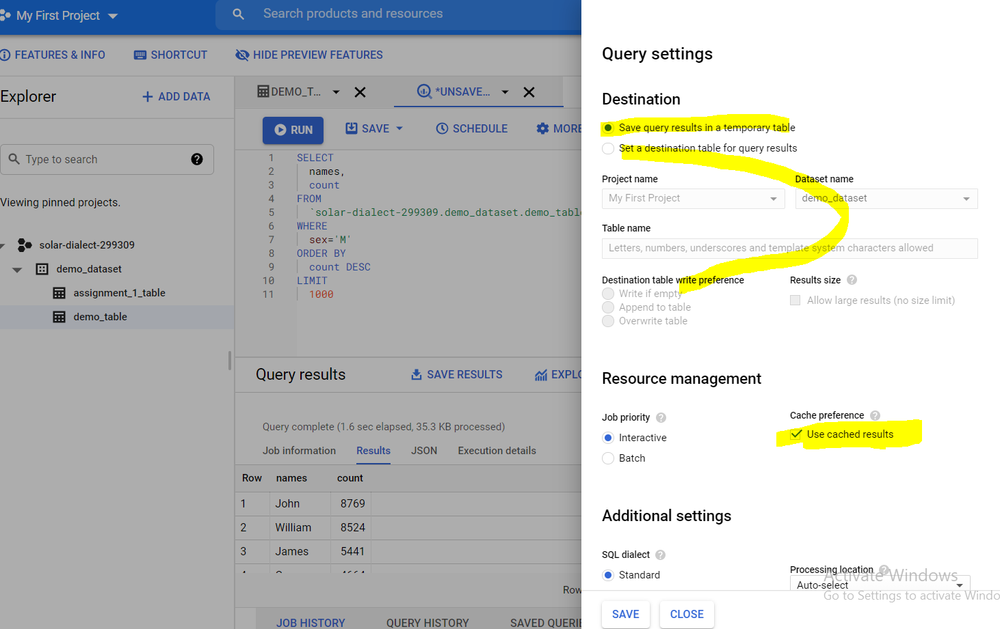 My First Project
Search products and resources
FEATURES & INFO
SHORTCUT
HIDE PREVIEW FEATURES
Explorer
ADD DATA
Type to search
Viewing pinned projects.
solar-dialect-299309
demo_dataset
assignment_1_table
demo_table
DEMO_T...
*UNSAVE...
RUN
SAVE
SCHEDULE
MORE
1 SELECT
2 names,
3 count
4 FROM
5 `solar-dialect-299309.demo_dataset.demo_table
6 WHERE
7 sex='M'
8 ORDER BY
9 count DESC
10 LIMIT
11 1000
Query results
SAVE RESULTS
EXPLO
Query complete (1.6 sec elapsed, 35.3 KB processed)
Job information Results JSON Execution details
Row names count
1 John 8769
2 William 8524
3 James 5441
Row
JOB HISTORY QUERY HISTORY SAVED QUERIE
Query settings
Destination
Save query results in a temporary table
Set a destination table for query results
Project name
My First Project
Dataset name
demo_dataset
Table name
Letters, numbers, underscores and template system characters allowed
Destination table write preference
Write if empty
Append to table
Overwrite table
Results size
Allow large results (no size limit)
Resource management
Job priority
Interactive
Batch
Cache preference
Use cached results
Additional settings
SQL dialect
Standard
Processing location
Auto-select
Activate Windows
Go to Settings to activate Windo
SAVE CLOSE